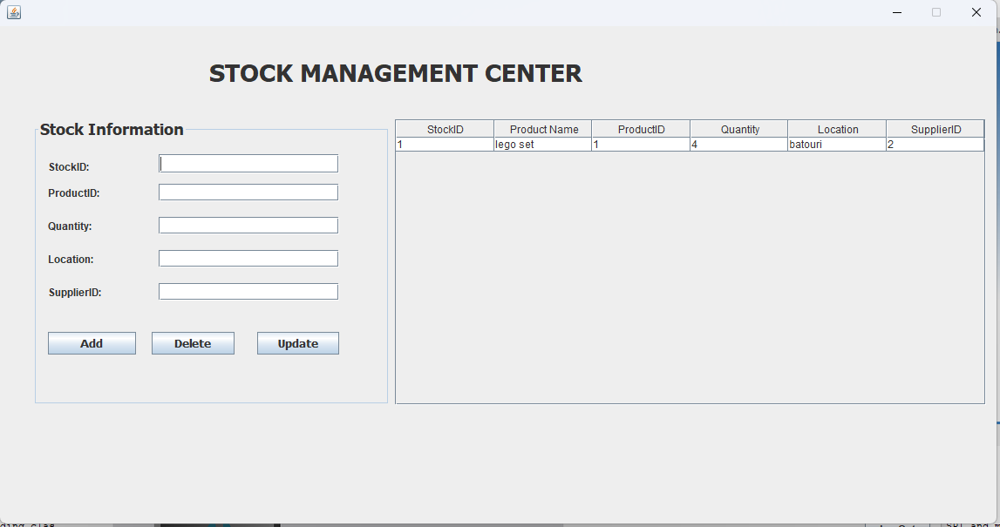 STOCK MANAGEMENT CENTER
Stock Information
StockID:
ProductID:
Quantity:
Location:
SupplierID:
Add Delete Update
StockID Product Name ProductID Quantity Location SupplierID
1 lego set 1 4 batouri 2